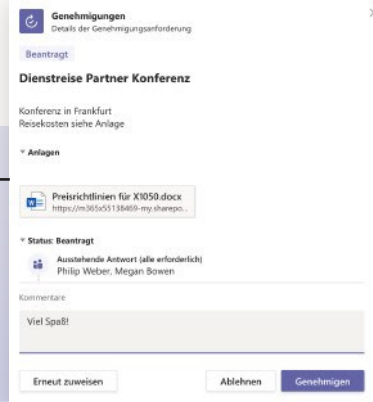 Genehmigungen
Details der Genehmigungsanforderung
Beantragt
Dienstreise Partner Konferenz
Konferenz in Frankfurt
Reisekosten siehe Anlage
Anlagen
Preisrichtlinien für X1050.docx
https://m365x55138469-my.sharepo...
Status: Beantragt
Ausstehende Antwort (alle erforderlich)
Philip Weber, Megan Bowen
Kommentare
Viel Spaß!
Erneut zuweisen Ablehnen Genehmigen